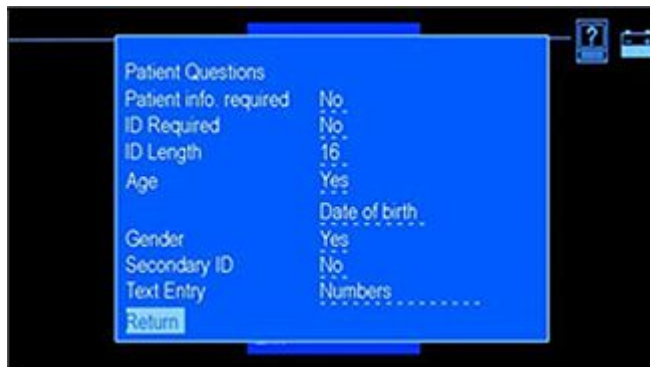 Patient Questions
Patient info. required No
ID Required No
ID Length 16
Age Yes
Date of birth
Gender Yes
Secondary ID No
Text Entry Numbers
Return
?